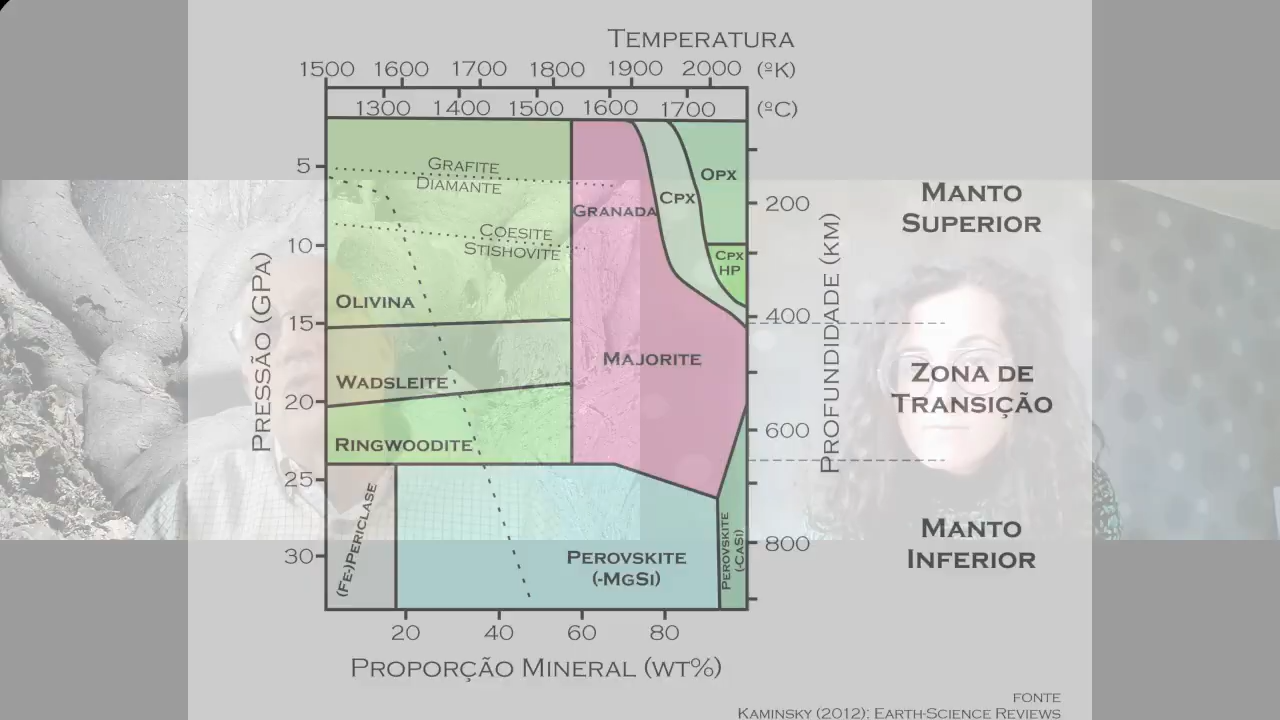 TEMPERATURA
1500 1600 1700 1800 1900 2000 (ºK)
1300 1400 1500 1600 1700 (ºC)
GRAFITE
DIAMANTE
COESITE
STISHOVITE
OLIVINA
WADSLEITE
RINGWOODITE
GRANADA
MAJORITE
CPX
OPX
CPX
HP
(FE-)PERICLASE
PEROVSKITE
(-MGSI)
PEROVSKITE
(-CASI)
PRESSÃO (GPA)
5
10
15
20
25
30
200
400
600
800
PROFUNDIDADE (KM)
MANTO
SUPERIOR
ZONA DE
TRANSIÇÃO
MANTO
INFERIOR
20 40 60 80
PROPORÇÃO MINERAL (WT%)
FONTE
KAMINSKY (2012); EARTH-SCIENCE REVIEWS